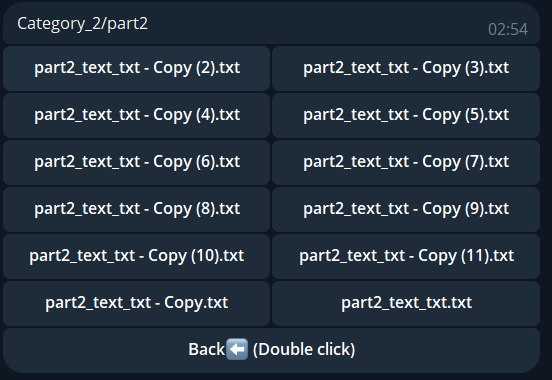 Category_2/part2
02:54
part2_text_txt - Copy (2).txt
part2_text_txt - Copy (3).txt
part2_text_txt - Copy (4).txt
part2_text_txt - Copy (5).txt
part2_text_txt - Copy (6).txt
part2_text_txt - Copy (7).txt
part2_text_txt - Copy (8).txt
part2_text_txt - Copy (9).txt
part2_text_txt - Copy (10).txt
part2_text_txt - Copy (11).txt
part2_text_txt - Copy.txt
part2_text_txt.txt
Back⬅️ (Double click)